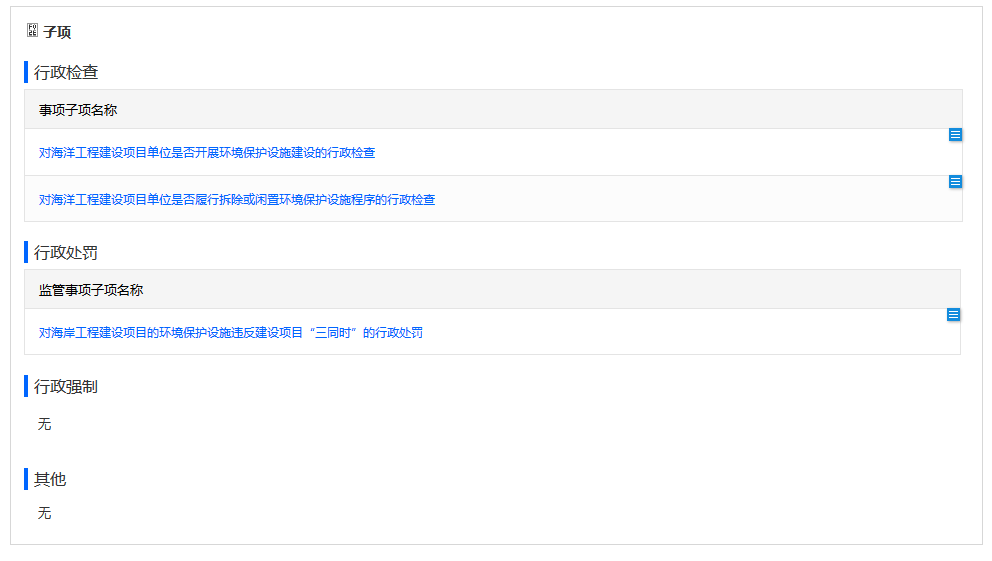 子项
行政检查
事项子项名称
对海洋工程建设项目单位是否开展环境保护设施建设的行政检查
对海洋工程建设项目单位是否履行拆除或闲置环境保护设施程序的行政检查
行政处罚
监管事项子项名称
对海岸工程建设项目的环境保护设施违反建设项目“三同时”的行政处罚
行政强制
无
其他
无